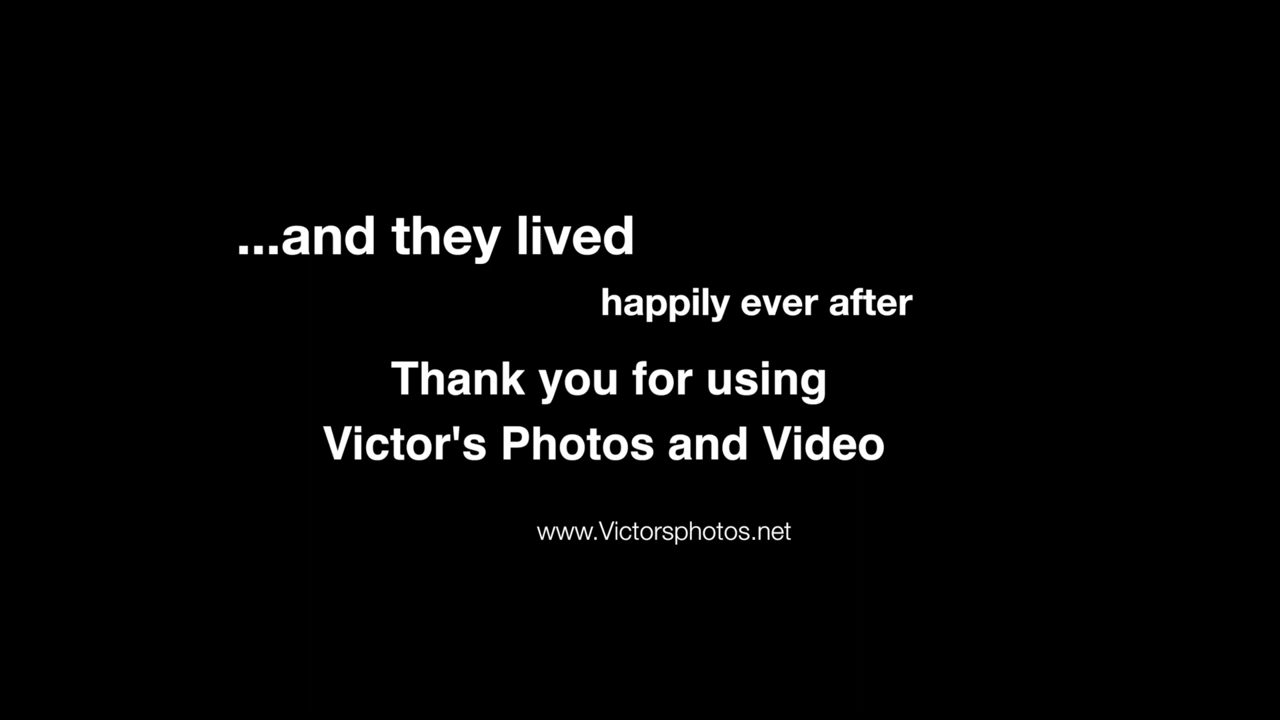 ...and they lived
happily ever after
Thank you for using
Victor's Photos and Video
www.Victorsphotos.net